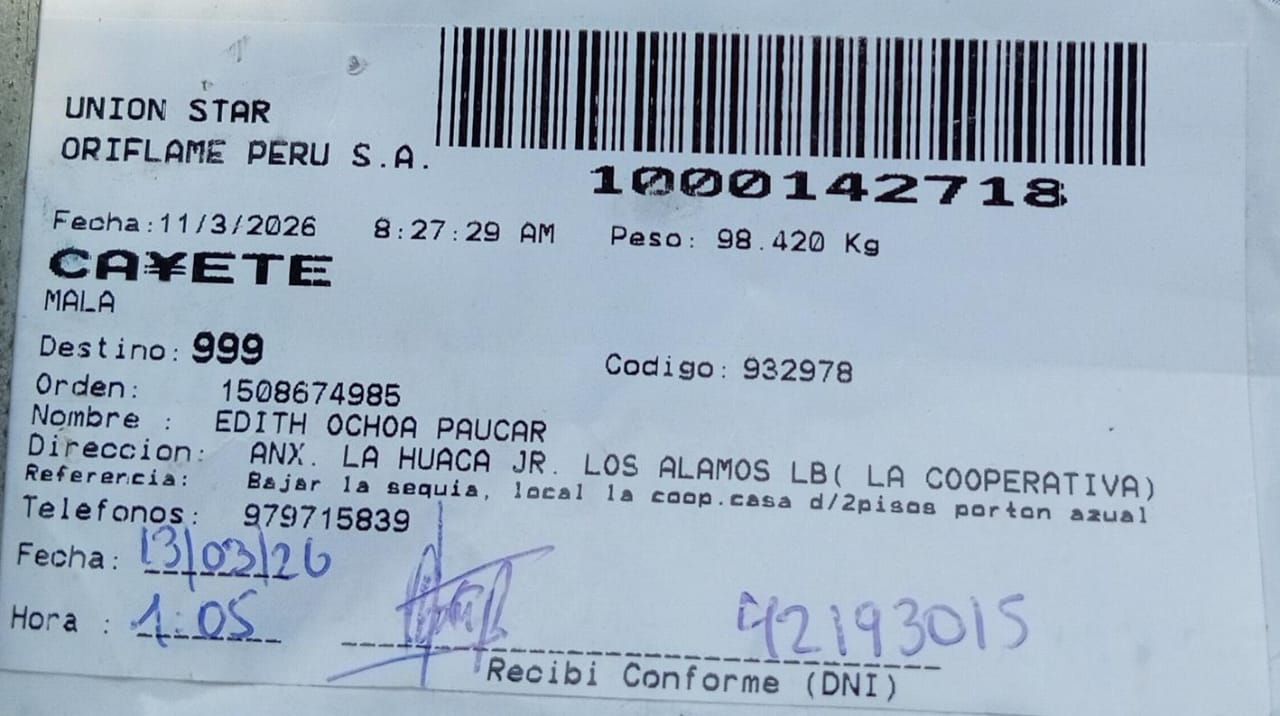 UNION STAR
ORIFLAME PERU S.A.
1000142718
Fecha:11/3/2026 8:27:29 AM Peso: 98.420 Kg
CA¥ETE
MALA
Destino: 999 Codigo: 932978
Orden: 1508674985
Nombre : EDITH OCHOA PAUCAR
Direccion: ANX. LA HUACA JR. LOS ALAMOS LB( LA COOPERATIVA)
Referencia: Bajar la sequia, local la coop.casa d/2pisos porton azual
Telefonos: 979715839
Fecha: 13/03/26
Hora : 1:05 42193015
Recibi Conforme (DNI)